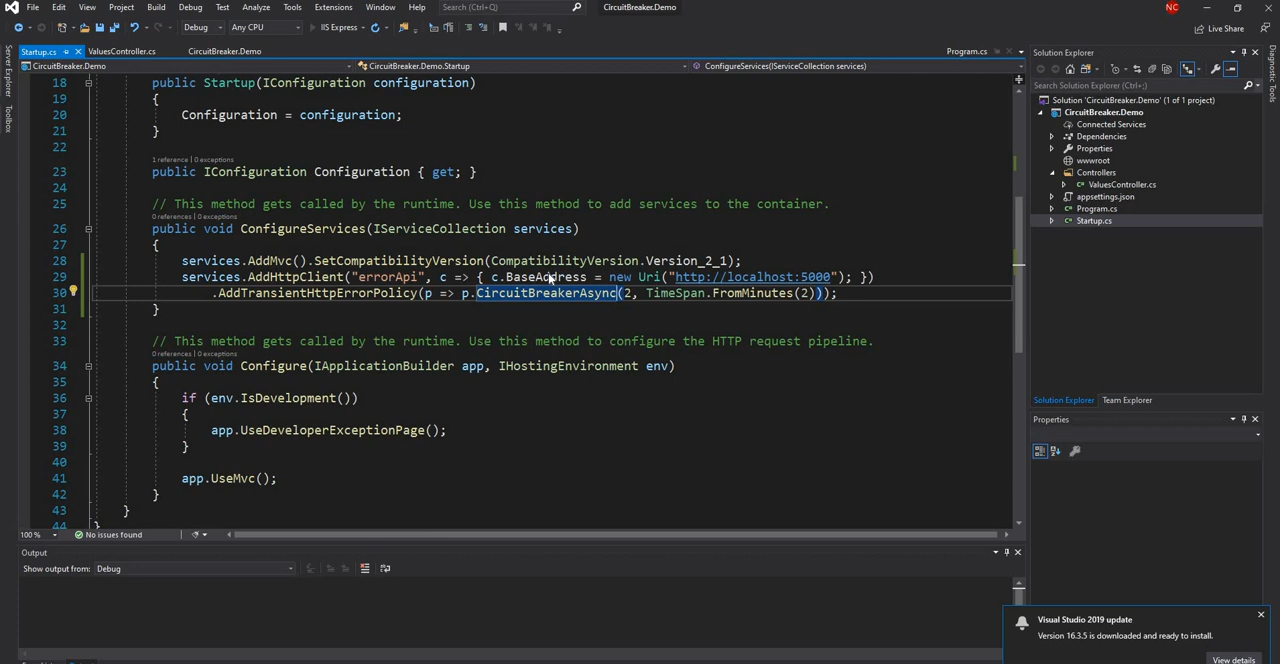 File Edit View Project Build Debug Test Analyze Tools Extensions Window Help Search (Ctrl+Q) CircuitBreaker.Demo NC
Debug Any CPU IIS Express Live Share
Startup.cs ValuesController.cs CircuitBreaker.Demo Program.cs
CircuitBreaker.Demo CircuitBreaker.Demo.Startup ConfigureServices(IServiceCollection services)
Server Explorer
Toolbox
18 public Startup(IConfiguration configuration)
19 {
20 Configuration = configuration;
21 }
22
1 reference | 0 exceptions
23 public IConfiguration Configuration { get; }
24
25 // This method gets called by the runtime. Use this method to add services to the container.
0 references | 0 exceptions
26 public void ConfigureServices(IServiceCollection services)
27 {
28 services.AddMvc().SetCompatibilityVersion(CompatibilityVersion.Version_2_1);
29 services.AddHttpClient("errorApi", c => { c.BaseAddress = new Uri("http://localhost:5000"); })
30 .AddTransientHttpErrorPolicy(p => p.CircuitBreakerAsync(2, TimeSpan.FromMinutes(2)));
31 }
32
33 // This method gets called by the runtime. Use this method to configure the HTTP request pipeline.
0 references | 0 exceptions
34 public void Configure(IApplicationBuilder app, IHostingEnvironment env)
35 {
36 if (env.IsDevelopment())
37 {
38 app.UseDeveloperExceptionPage();
39 }
40
41 app.UseMvc();
42 }
43 }
44 }
100 % No issues found
Output
Show output from: Debug
Solution Explorer
Search Solution Explorer (Ctrl+;)
Solution 'CircuitBreaker.Demo' (1 of 1 project)
CircuitBreaker.Demo
Connected Services
Dependencies
Properties
wwwroot
Controllers
ValuesController.cs
appsettings.json
Program.cs
Startup.cs
Solution Explorer Team Explorer
Properties
Diagnostic Tools
Visual Studio 2019 update
Version 16.3.5 is downloaded and ready to install.
View details